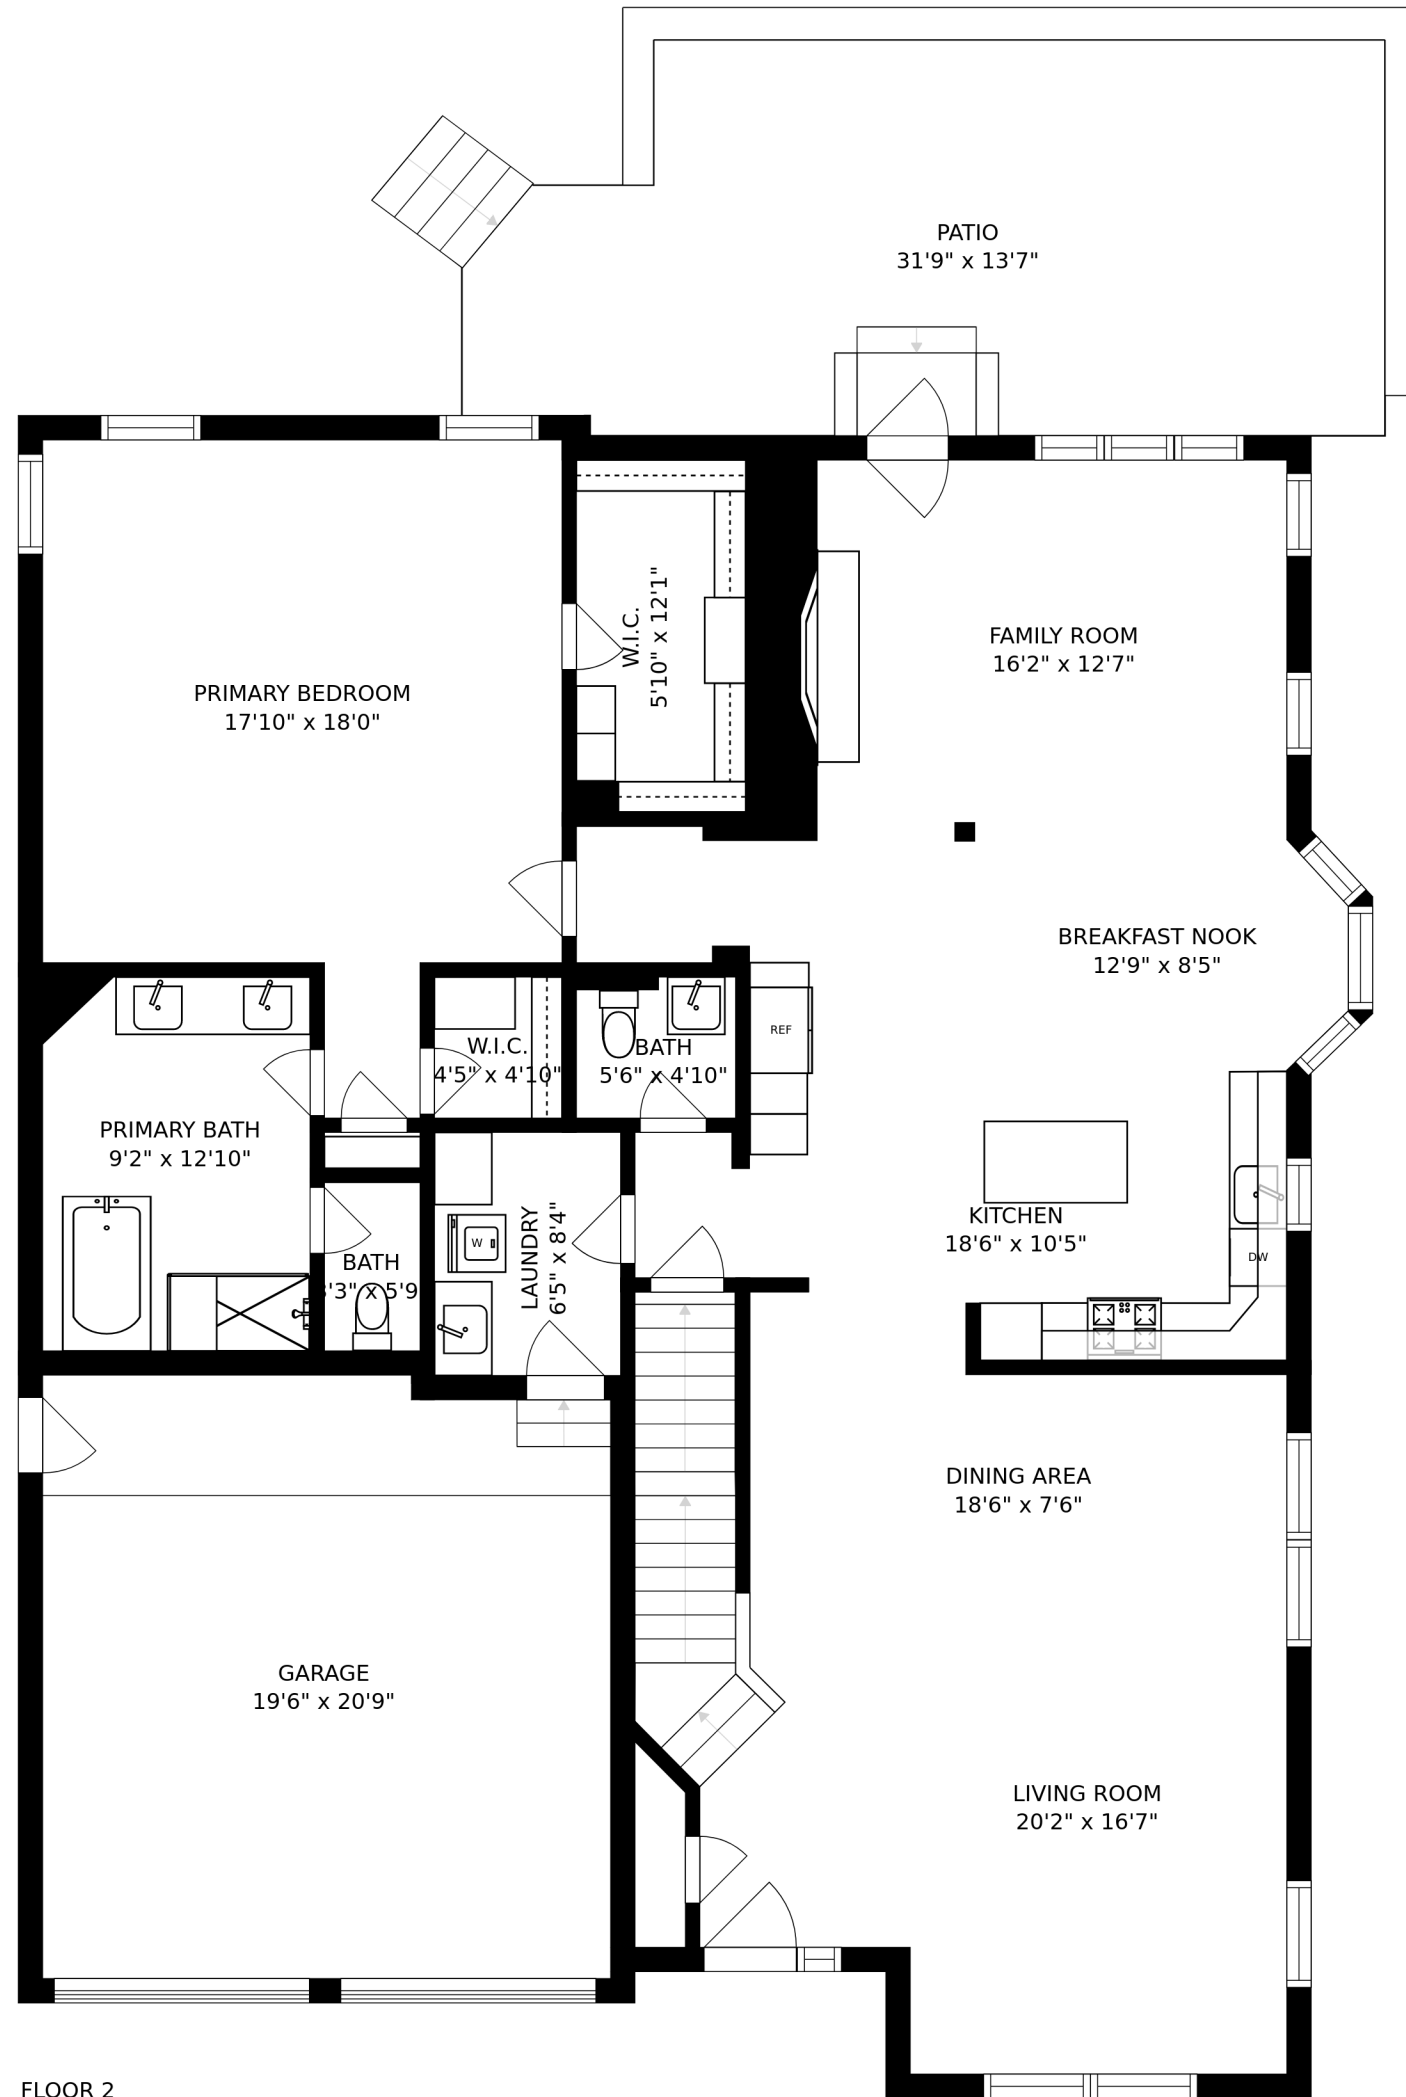 PATIO
31'9" x 13'7"
FAMILY ROOM
16'2" x 12'7"
W.I.C.
5'10" x 12'1"
PRIMARY BEDROOM
17'10" x 18'0"
BREAKFAST NOOK
12'9" x 8'5"
REF
W.I.C.
4'5" x 4'10"
BATH
5'6" x 4'10"
PRIMARY BATH
9'2" x 12'10"
KITCHEN
18'6" x 10'5"
DW
LAUNDRY
6'5" x 8'4"
W
BATH
'3" x 5'9
DINING AREA
18'6" x 7'6"
GARAGE
19'6" x 20'9"
LIVING ROOM
20'2" x 16'7"
FLOOR 2